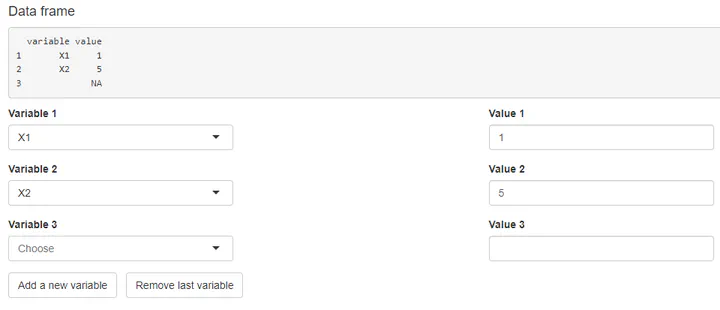 Data frame
variable value
1 X1 1
2 X2 5
3 NA
Variable 1 Value 1
X1 1
Variable 2 Value 2
X2 5
Variable 3 Value 3
Choose
Add a new variable Remove last variable